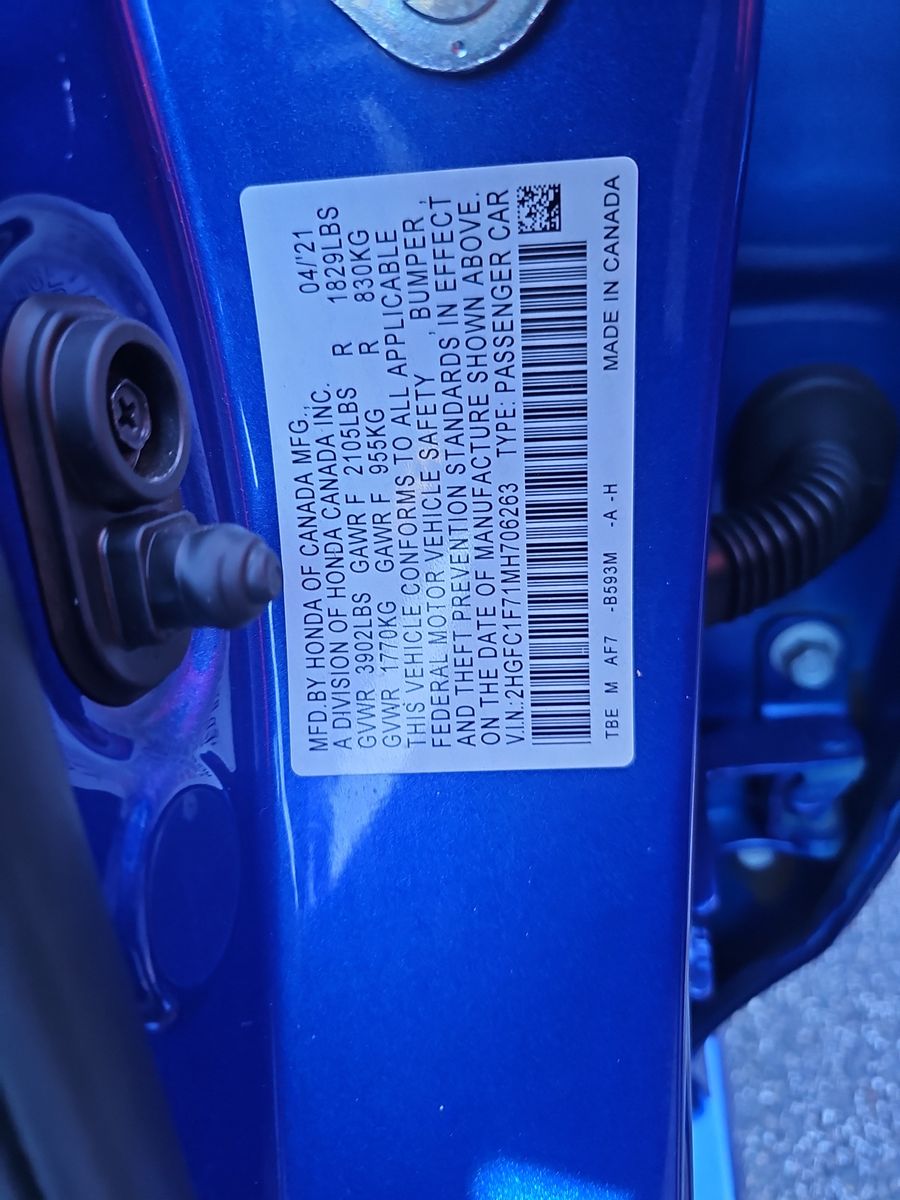 MFD.BY HONDA OF CANADA MFG., 04/'21
A DIVISION OF HONDA CANADA INC.
GVWR 3902LBS GAWR F 2105LBS R 1829LBS
GVWR 1770KG GAWR F 955KG R 830KG
THIS VEHICLE CONFORMS TO ALL APPLICABLE
FEDERAL MOTOR VEHICLE SAFETY , BUMPER ,
AND THEFT PREVENTION STANDARDS IN EFFECT
ON THE DATE OF MANUFACTURE SHOWN ABOVE.
V.I.N.:2HGFC1F71MH706263 TYPE:PASSENGER CAR
TBE M AF7 -B593M -A -H MADE IN CANADA